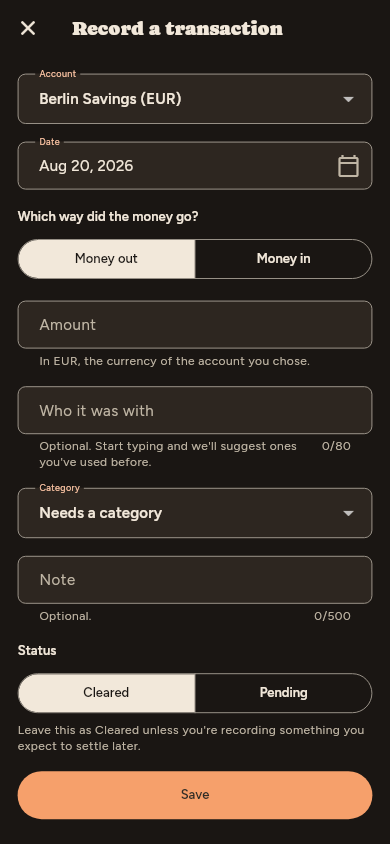 Record a transaction
Account
Berlin Savings (EUR)
Date
Aug 20, 2026
Which way did the money go?
Money out
Money in
Amount
In EUR, the currency of the account you chose.
Who it was with
Optional. Start typing and we'll suggest ones 0/80
you've used before.
Category
Needs a category
Note
Optional. 0/500
Status
Cleared
Pending
Leave this as Cleared unless you're recording something you
expect to settle later.
Save